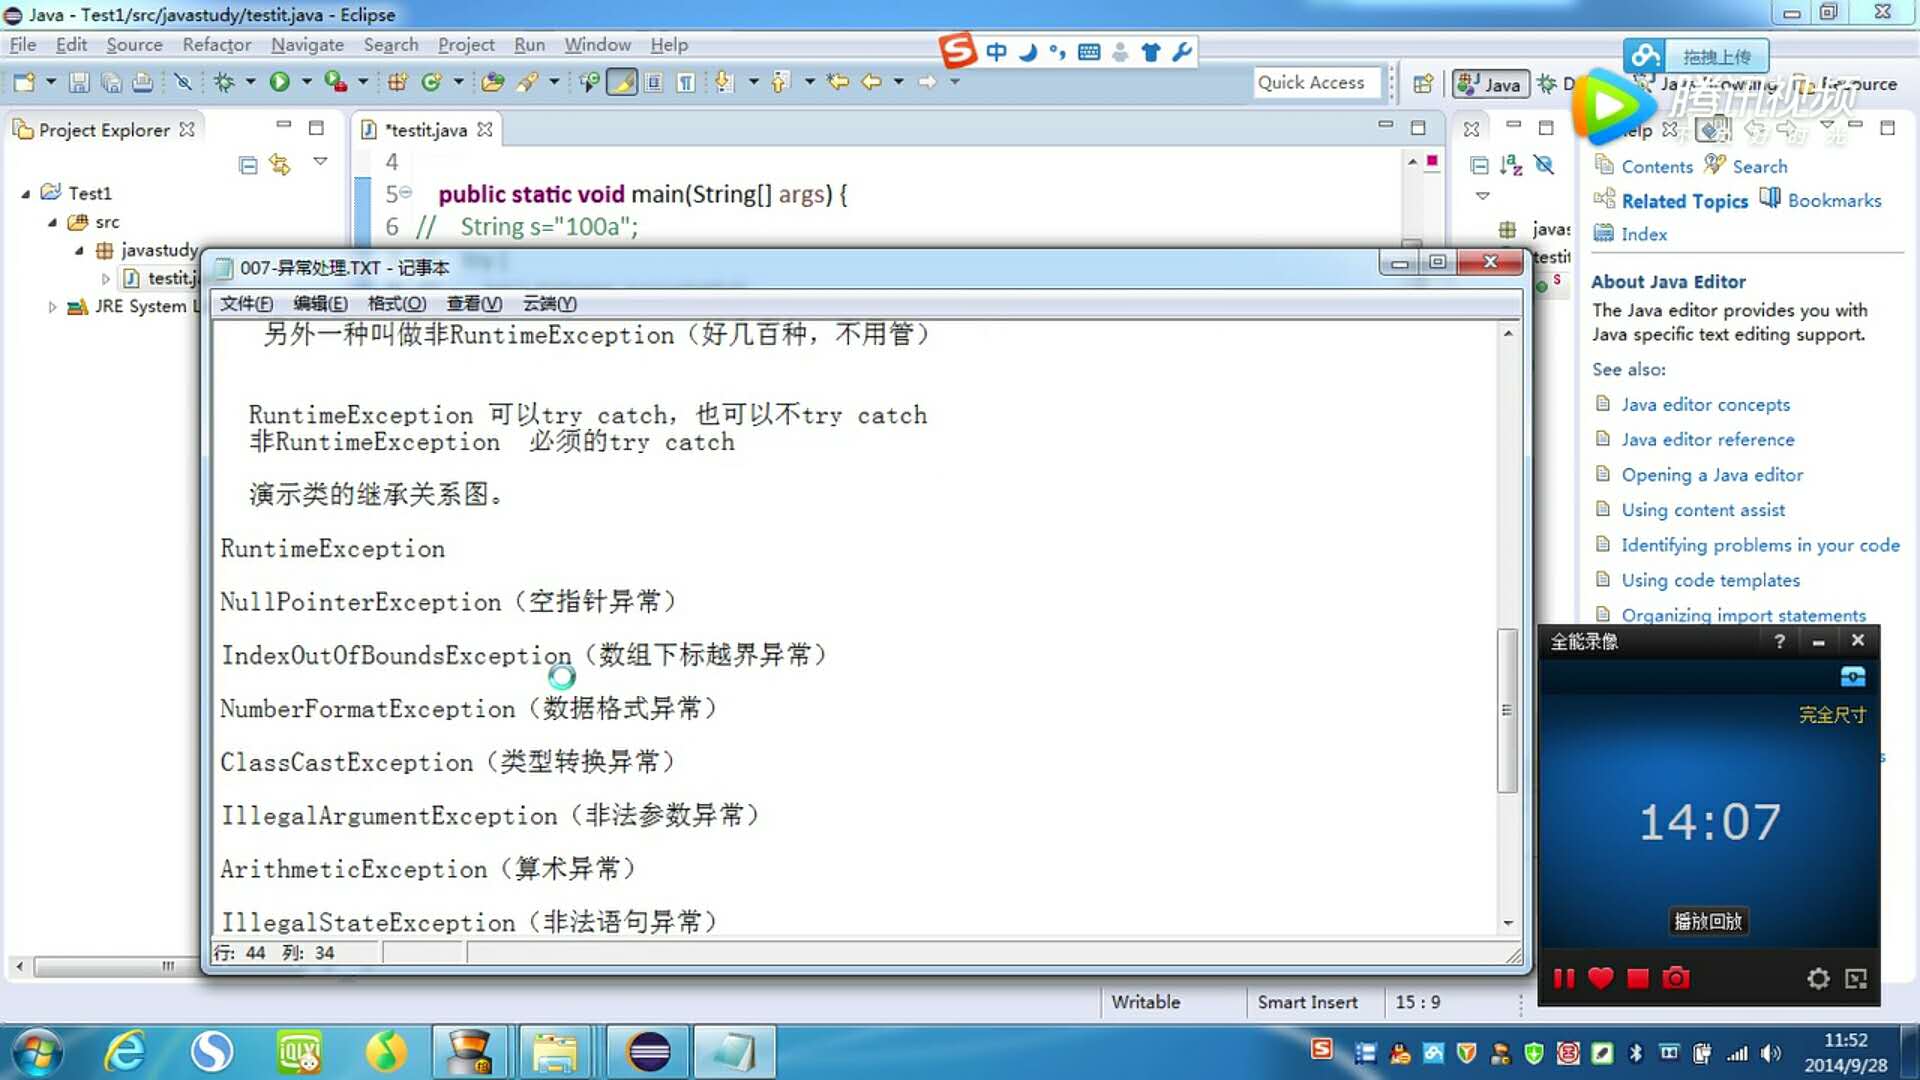 Java - Test1/src/javastudy/testit.java - Eclipse
File Edit Source Refactor Navigate Search Project Run Window Help
中
拖拽上传
Quick Access
Java
腾讯视频
Project Explorer
*testit.java
Contents Search
4
Test1
5 public static void main(String[] args) {
Related Topics Bookmarks
src
6 // String s="100a";
Index
javastudy
007-异常处理.TXT - 记事本
JRE System L
About Java Editor
文件(F) 编辑(E) 格式(O) 查看(V) 云端(Y)
The Java editor provides you with
Java specific text editing support.
另外一种叫做非RuntimeException（好几百种，不用管）
See also:
RuntimeException 可以try catch，也可以不try catch
Java editor concepts
非RuntimeException 必须的try catch
Java editor reference
Opening a Java editor
演示类的继承关系图。
Using content assist
RuntimeException
Identifying problems in your code
Using code templates
NullPointerException（空指针异常）
Organizing import statements
IndexOutOfBoundsException（数组下标越界异常）
全能录像
NumberFormatException（数据格式异常）
完全尺寸
ClassCastException（类型转换异常）
IllegalArgumentException（非法参数异常）
14:07
ArithmeticException（算术异常）
IllegalStateException（非法语句异常）
播放回放
行: 44 列: 34
Writable Smart Insert 15 : 9
11:52
2014/9/28